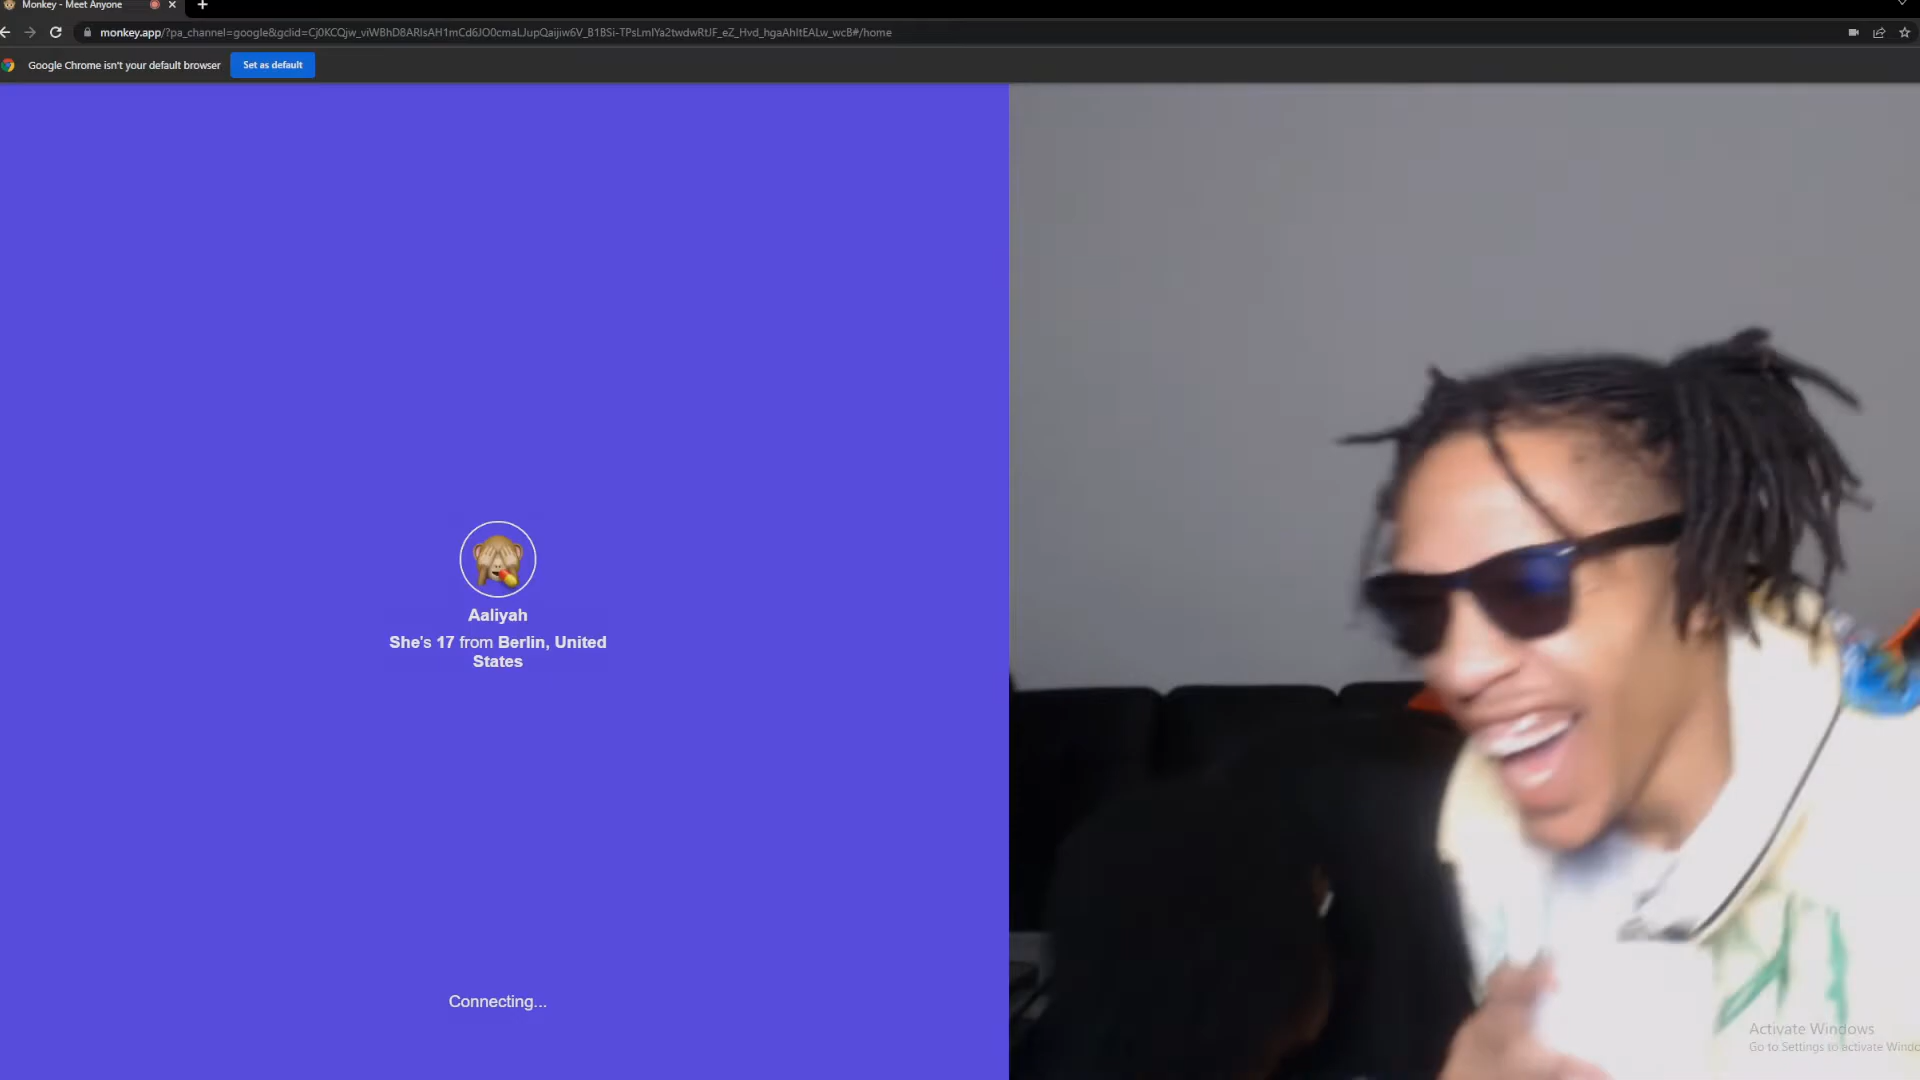 Monkey - Meet Anyone
monkey.app/?pa_channel=google&gclid=Cj0KCQjw_viWBhD8ARIsAH1mCd6JO0cmaLJupQaijiw6V_B1BSi-TPsLmIYa2twdwRtJF_eZ_Hvd_hgaAhItEALw_wcB#/home
Google Chrome isn't your default browser
Set as default
Aaliyah
She's 17 from Berlin, United
States
Connecting...
Activate Windows
Go to Settings to activate Windo